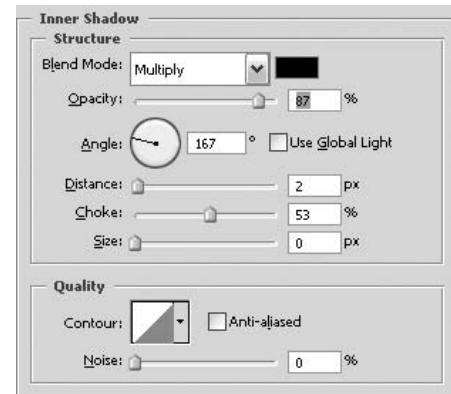 Inner Shadow
Structure
Blend Mode: Multiply
Opacity: 87 %
Angle: 167 ° Use Global Light
Distance: 2 px
Choke: 53 %
Size: 0 px
Quality
Contour: Anti-aliased
Noise: 0 %